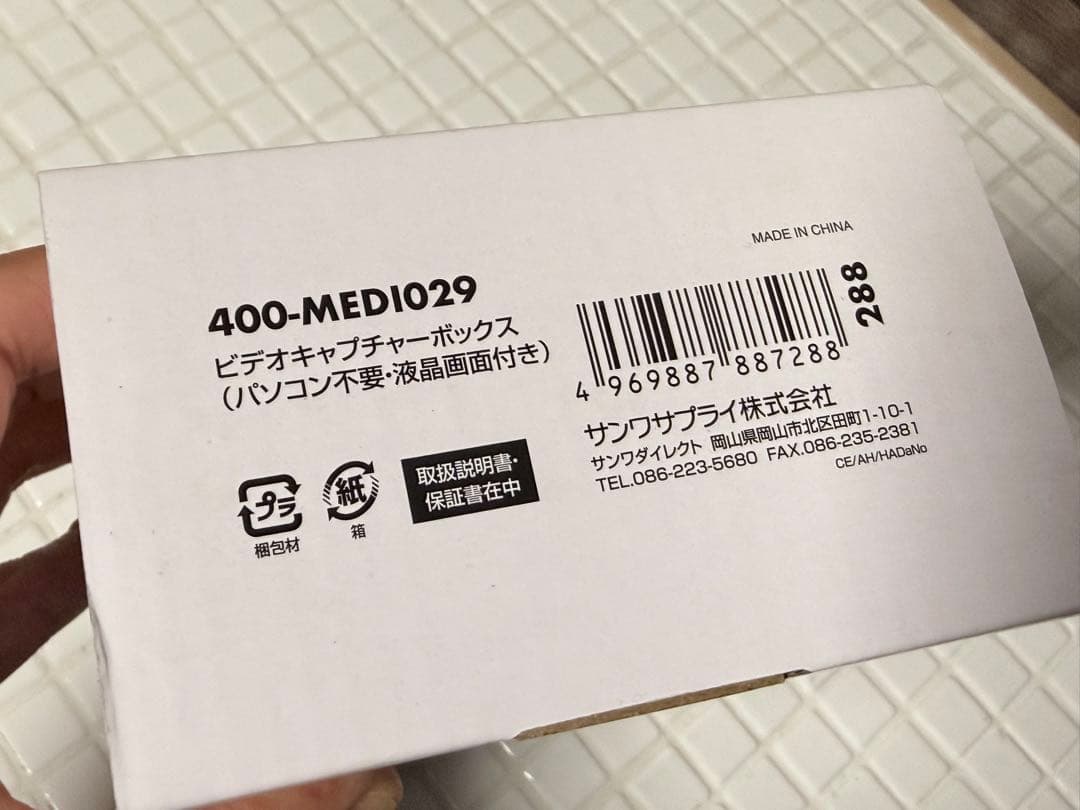 MADE IN CHINA
400-MEDI029
ビデオキャプチャーボックス
(パソコン不要・液晶画面付き)
288
4 969887 887288
サンワサプライ株式会社
サンワダイレクト 岡山県岡山市北区田町1-10-1
TEL.086-223-5680 FAX.086-235-2381
CE/AH/HADaNo
プラ
梱包材
紙
箱
取扱説明書・
保証書在中